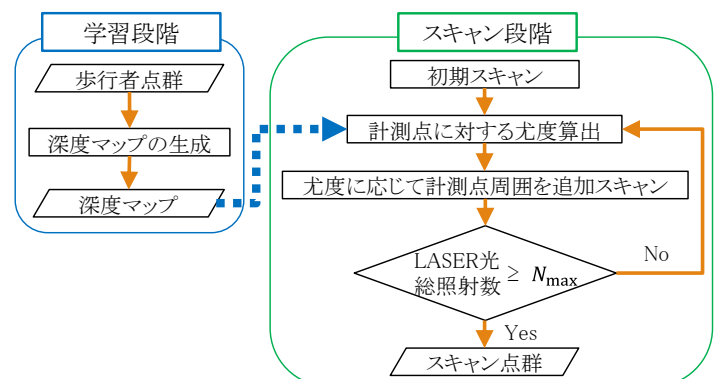 学習段階
歩行者点群
深度マップの生成
深度マップ
スキャン段階
初期スキャン
計測点に対する尤度算出
尤度に応じて計測点周囲を追加スキャン
LASER光
総照射数 ≥ N_max
No
Yes
スキャン点群